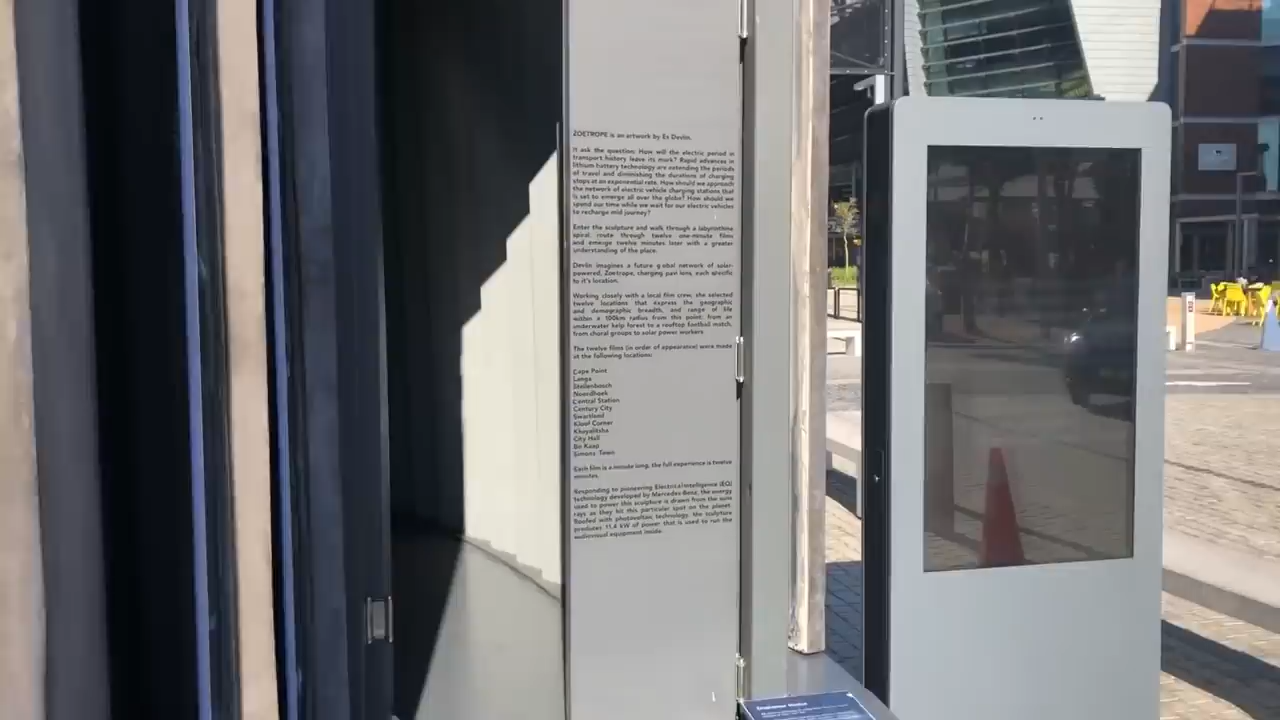 ZOETROPE is an artwork by Es Devlin.
It ask the question: How will the electric period in
transport history leave its mark? Rapid advances in
lithium battery technology are extending the periods
of travel and diminishing the durations of charging
stops at an exponential rate. How should we approach
the network of electric vehicle charging stations that
is set to emerge all over the globe? How should we
spend our time while we wait for our electric vehicles
to recharge mid journey?
Enter the sculpture and walk through a labyrinthine
spiral route through twelve one-minute films
and emerge twelve minutes later with a greater
understanding of the place.
Devlin imagines a future global network of solar-
powered, Zoetrope, charging pavilions, each specific
to it's location.
Working closely with a local film crew, she selected
twelve locations that express the geographic
and demographic breadth, and range of life
within a 100km radius from this point: from an
underwater kelp forest to a rooftop football match,
from choral groups to solar power workers
The twelve films (in order of appearance) were made
at the following locations:
Cape Point
Langa
Stellenbosch
Noordhoek
Central Station
Century City
Swartland
Kloof Corner
Khayalitsha
City Hall
Bo Kaap
Simons Town
Each film is a minute long, the full experience is twelve
minutes.
Responding to pioneering Electrical Intelligence (EQ)
technology developed by Mercedes-Benz, the energy
used to power this sculpture is drawn from the suns
rays as they hit this particular spot on the planet.
Roofed with photovoltaic technology, the sculpture
produces 11.4 kW of power that is used to run the
audiovisual equipment inside.